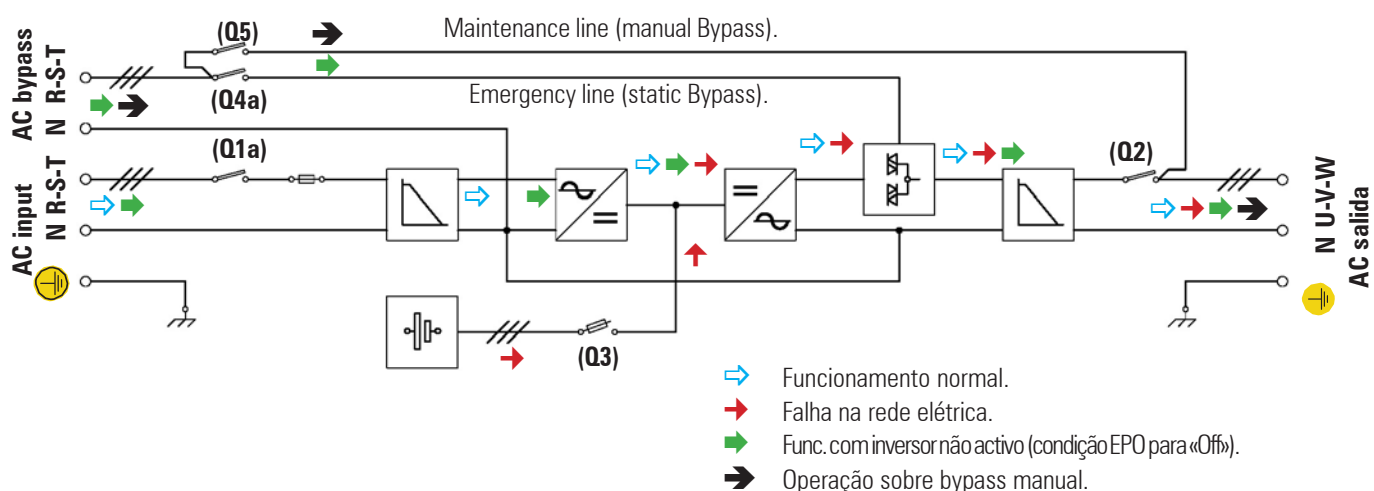 (Q5)
Maintenance line (manual Bypass).
AC bypass
N R-S-T
(Q4a)
Emergency line (static Bypass).
(Q1a)
(Q2)
AC input
N R-S-T
N U-V-W
AC salida
(Q3)
Funcionamento normal.
Falha na rede elétrica.
Func. com inversor não activo (condição EPO para «Off»).
Operação sobre bypass manual.